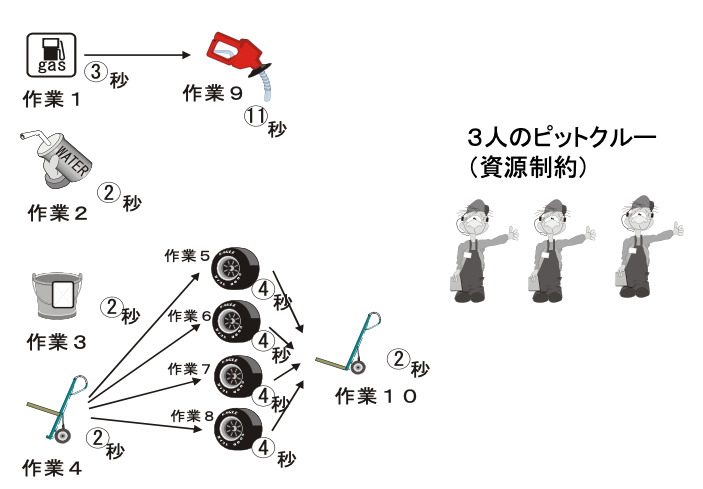 gas
③秒
作業１
作業９
⑪秒
３人のピットクルー
（資源制約）
WATER
②秒
作業２
作業５
④秒
②秒
作業３
作業６
④秒
②秒
作業７
④秒
作業１０
作業８
④秒
②秒
作業４